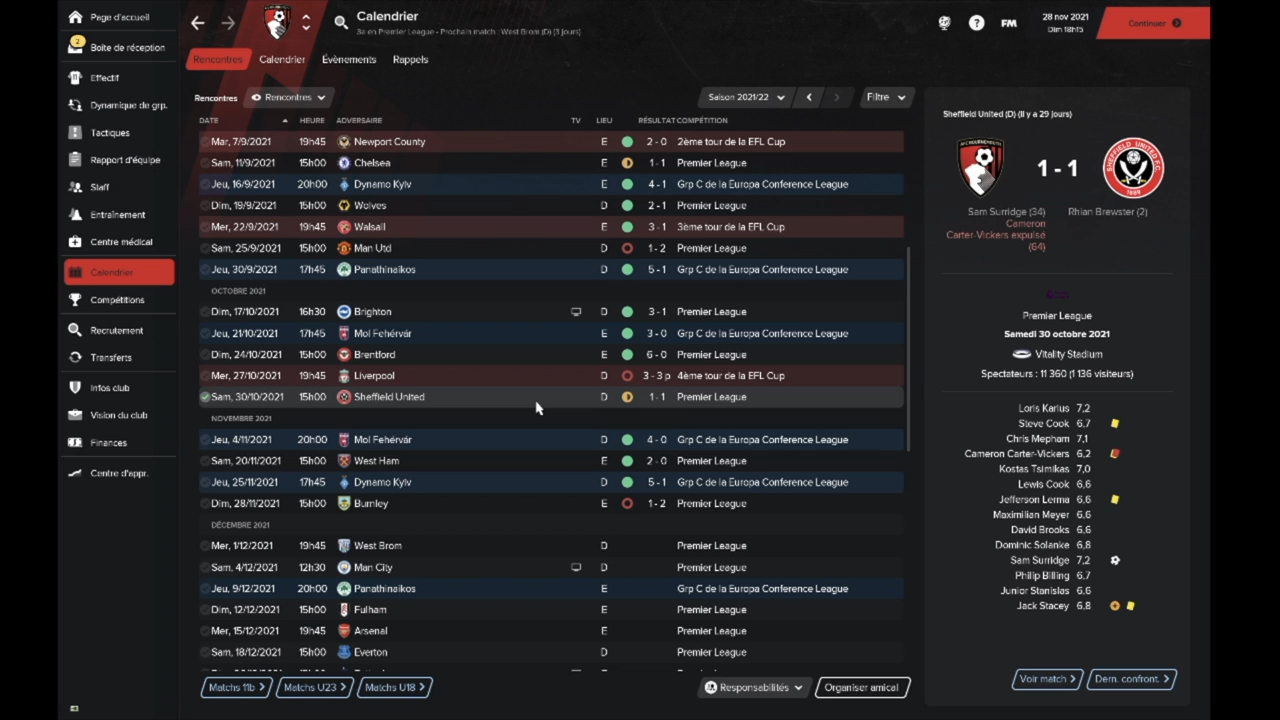 Page d'accueil
2
Boîte de réception
Effectif
Dynamique de grp.
Tactiques
Rapport d'équipe
Staff
Entraînement
Centre médical
Calendrier
Compétitions
Recrutement
Transferts
Infos club
Vision du club
Finances
Centre d'appr.
Calendrier
3e en Premier League - Prochain match : West Brom (D) (3 jours)
? FM 28 nov 2021
Dim 18h15
Continuer
Rencontres Calendrier Évènements Rappels
Rencontres Rencontres Saison 2021/22 Filtre
DATE HEURE ADVERSAIRE TV LIEU RÉSULTAT COMPÉTITION
Mar, 7/9/2021 19h45 Newport County E 2 - 0 2ème tour de la EFL Cup
Sam, 11/9/2021 15h00 Chelsea E 1 - 1 Premier League
Jeu, 16/9/2021 20h00 Dynamo Kyiv E 4 - 1 Grp C de la Europa Conference League
Dim, 19/9/2021 15h00 Wolves D 2 - 1 Premier League
Mer, 22/9/2021 19h45 Walsall E 3 - 1 3ème tour de la EFL Cup
Sam, 25/9/2021 15h00 Man Utd D 1 - 2 Premier League
Jeu, 30/9/2021 17h45 Panathinaikos D 5 - 1 Grp C de la Europa Conference League
OCTOBRE 2021
Dim, 17/10/2021 16h30 Brighton D 3 - 1 Premier League
Jeu, 21/10/2021 17h45 Mol Fehérvár E 3 - 0 Grp C de la Europa Conference League
Dim, 24/10/2021 15h00 Brentford E 6 - 0 Premier League
Mer, 27/10/2021 19h45 Liverpool D 3 - 3 p 4ème tour de la EFL Cup
Sam, 30/10/2021 15h00 Sheffield United D 1 - 1 Premier League
NOVEMBRE 2021
Jeu, 4/11/2021 20h00 Mol Fehérvár D 4 - 0 Grp C de la Europa Conference League
Sam, 20/11/2021 15h00 West Ham E 2 - 0 Premier League
Jeu, 25/11/2021 17h45 Dynamo Kyiv D 5 - 1 Grp C de la Europa Conference League
Dim, 28/11/2021 15h00 Burnley E 1 - 2 Premier League
DÉCEMBRE 2021
Mer, 1/12/2021 19h45 West Brom D Premier League
Sam, 4/12/2021 12h30 Man City D Premier League
Jeu, 9/12/2021 20h00 Panathinaikos E Grp C de la Europa Conference League
Dim, 12/12/2021 15h00 Fulham E Premier League
Mer, 15/12/2021 19h45 Arsenal E Premier League
Sam, 18/12/2021 15h00 Everton D Premier League
Matchs 11b Matchs U23 Matchs U18 Responsabilités Organiser amical
Sheffield United (D) (Il y a 29 jours)
1 - 1
Sam Surridge (34) Rhian Brewster (2)
Cameron
Carter-Vickers expulsé
(64)
Premier League
Samedi 30 octobre 2021
Vitality Stadium
Spectateurs : 11 360 (1 136 visiteurs)
Loris Karius 7,2
Steve Cook 6.7
Chris Mepham 7,1
Cameron Carter-Vickers 6.2
Kostas Tsimikas 7,0
Lewis Cook 6.6
Jefferson Lerma 6.6
Maximilian Meyer 6.6
David Brooks 6.6
Dominic Solanke 6,8
Sam Surridge 7,2
Philip Billing 6.7
Junior Stanislas 6.6
Jack Stacey 6,8
Voir match Dern. confront.